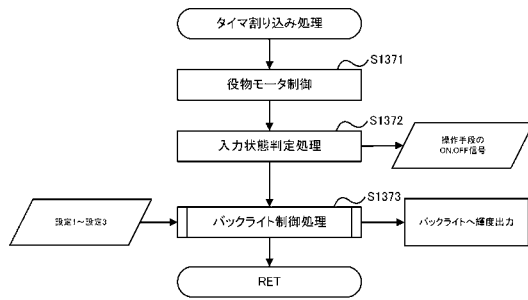 タイマ割り込み処理
S1371
役物モータ制御
S1372
入力状態判定処理
操作手段の
ON,OFF信号
S1373
設定1～設定3
バックライト制御処理
バックライトへ輝度出力
RET